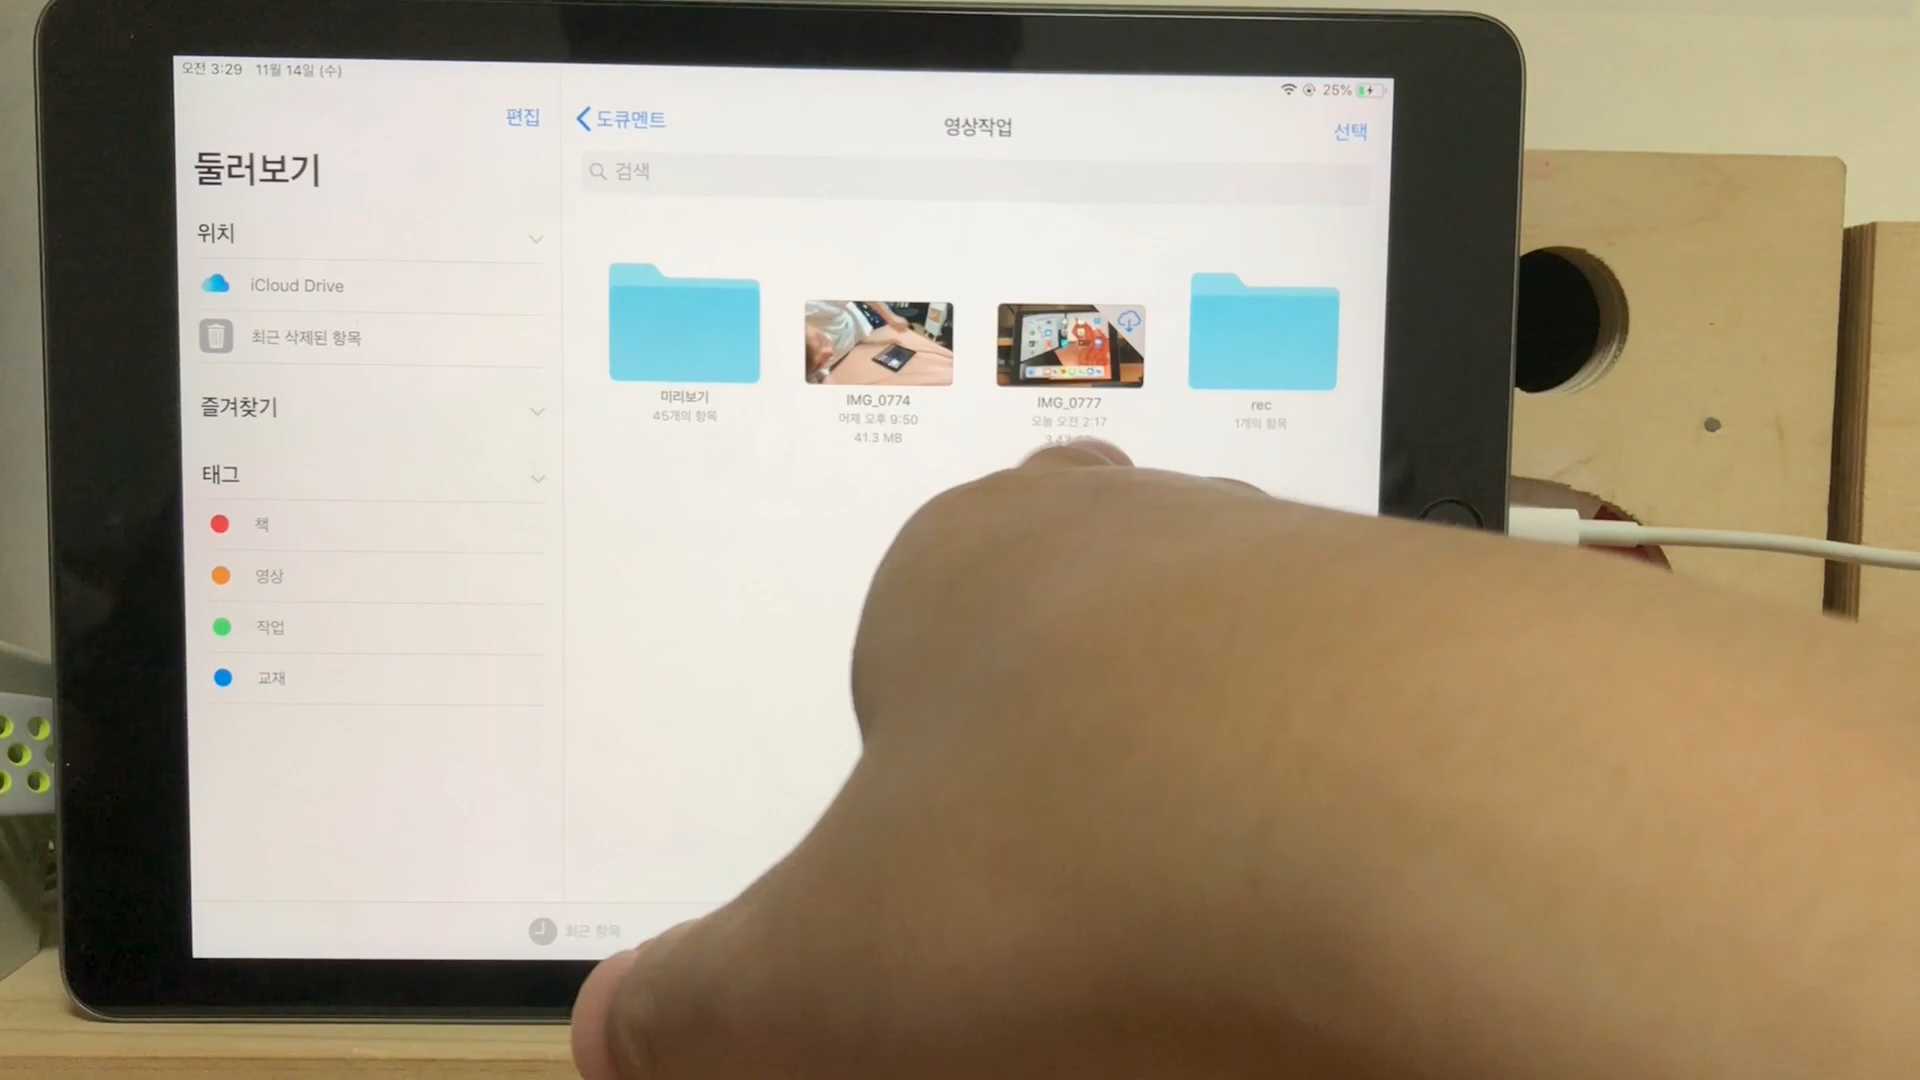 오전 3:29 11월 14일 (수)
25%
편집
도큐멘트
영상작업
선택
둘러보기
검색
위치
iCloud Drive
최근 삭제된 항목
즐겨찾기
태그
책
영상
작업
교재
미리보기
45개의 항목
IMG_0774
어제 오후 9:50
41.3 MB
IMG_0777
오늘 오전 2:17
rec
1개의 항목
최근 항목